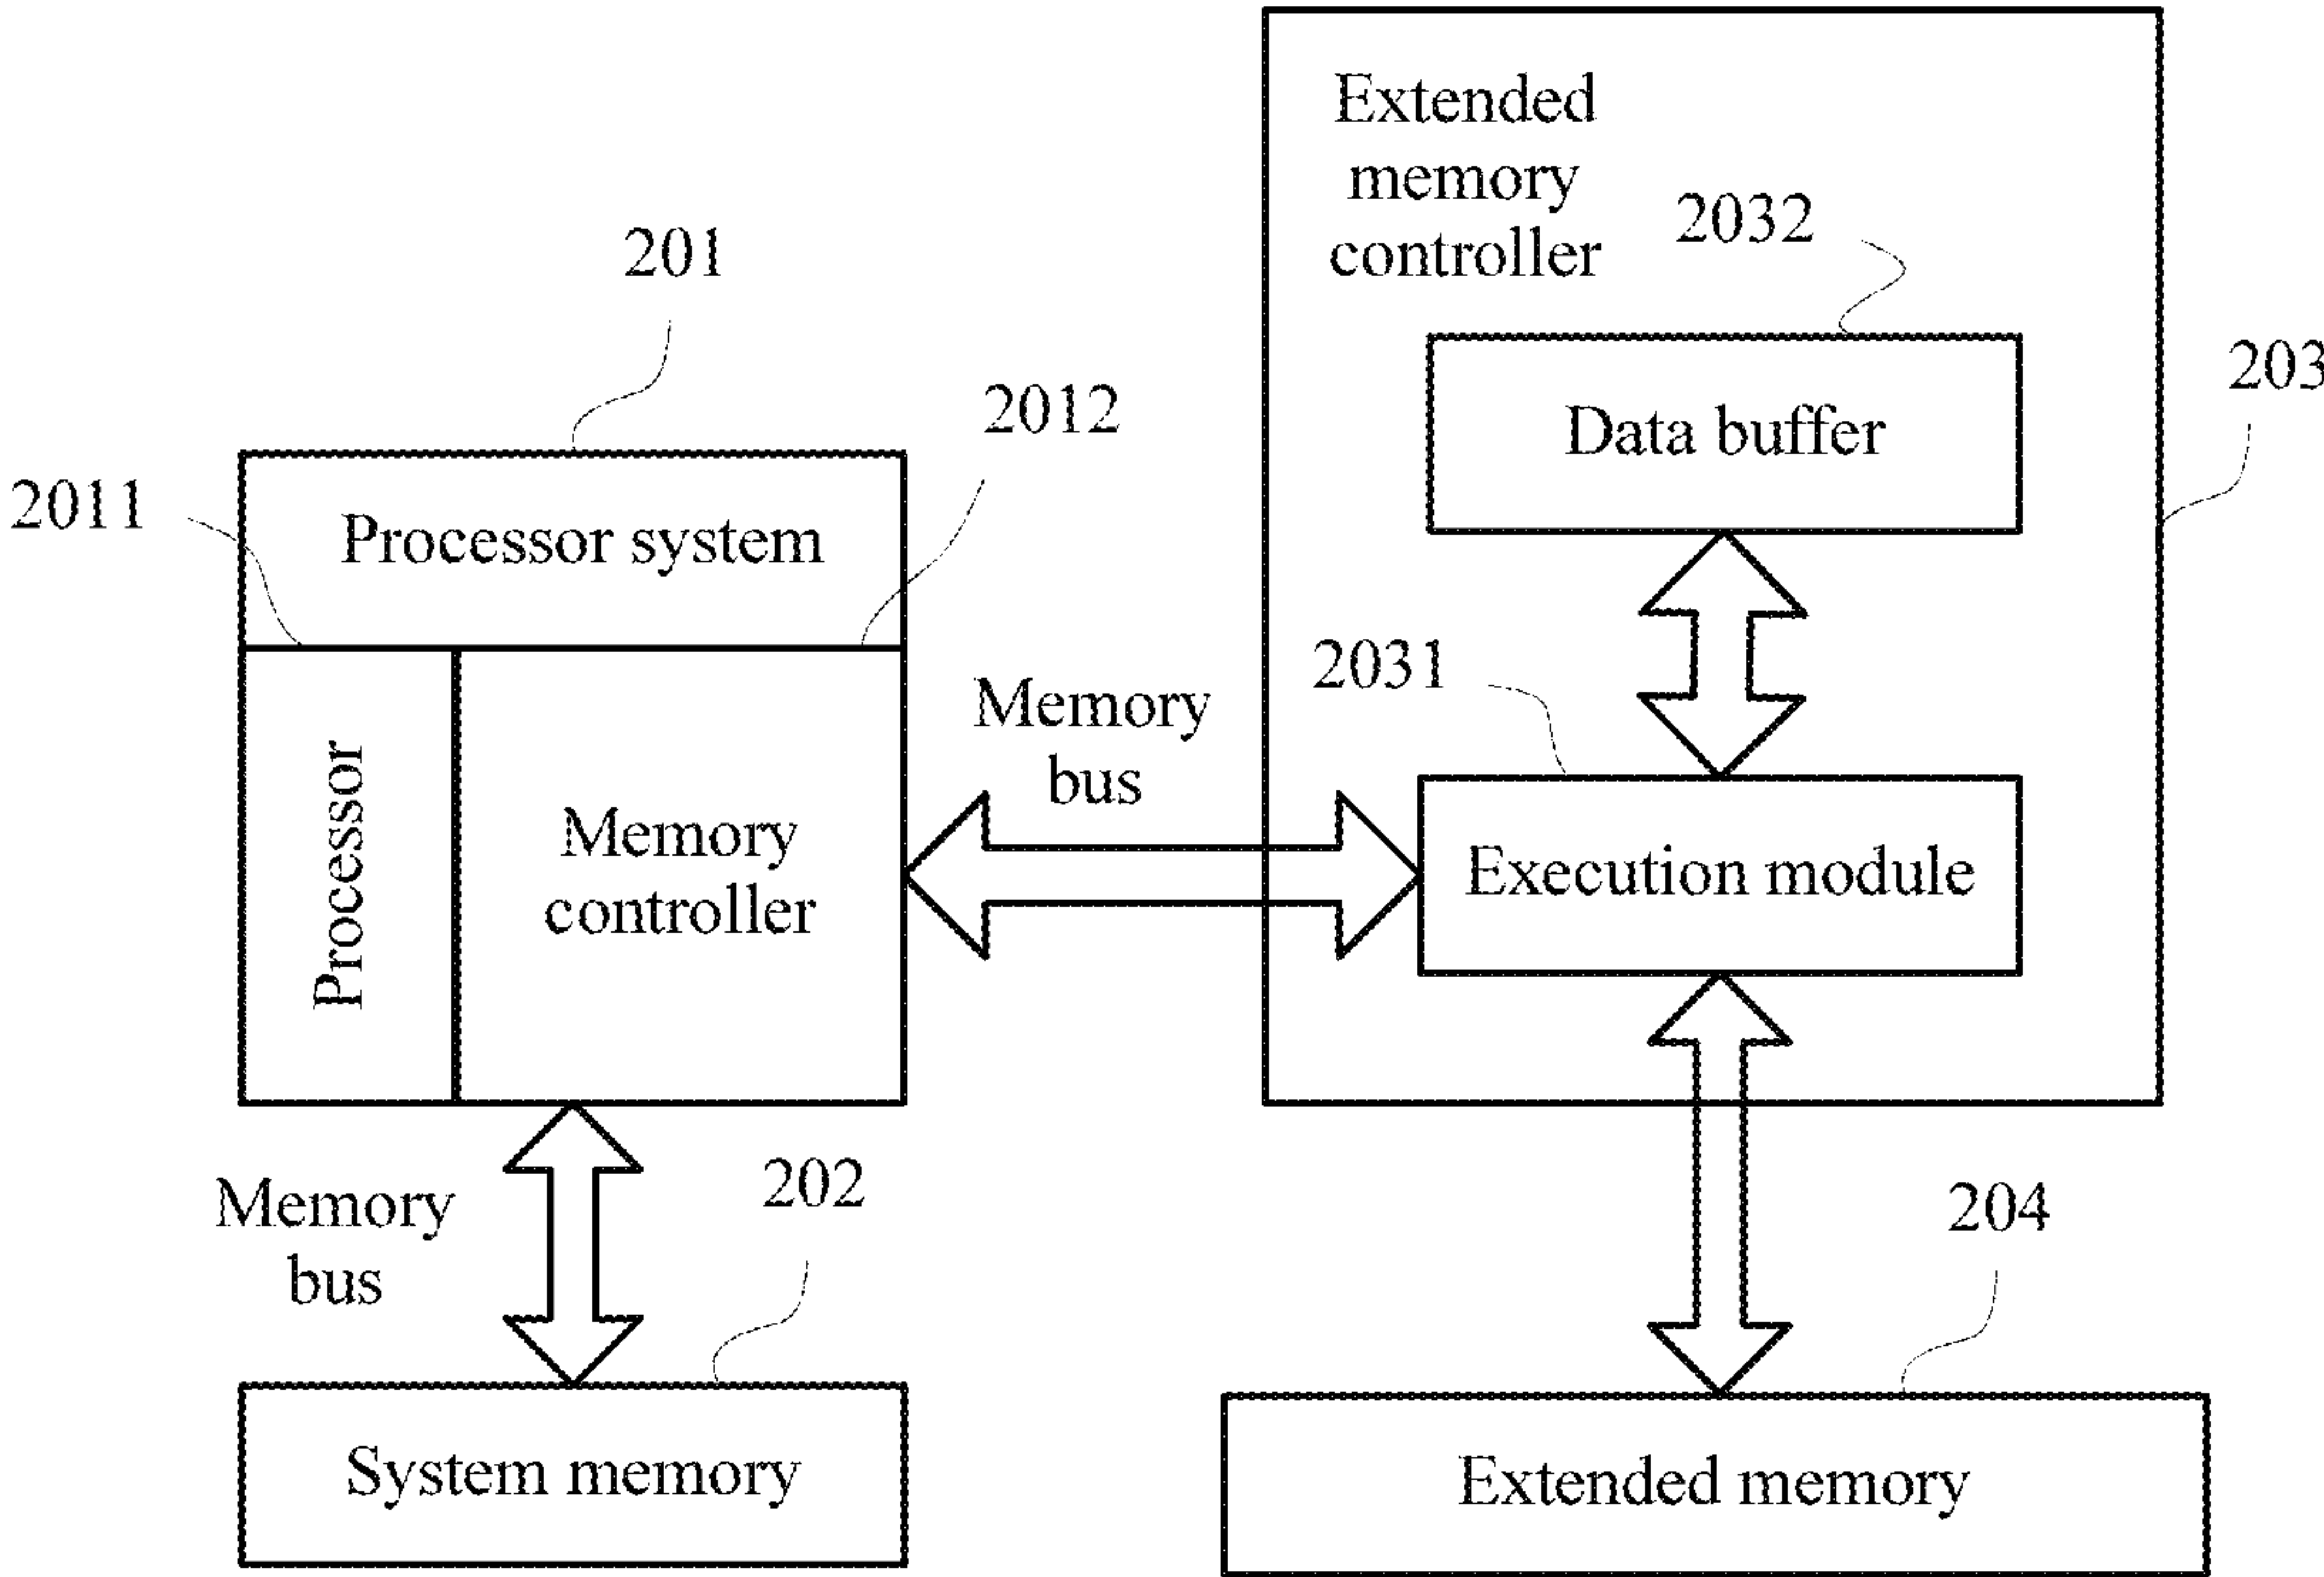 Extended
memory
controller
2032
201
203
2012
Data buffer
2011
Processor system
2031
Memory
bus
Processor
Memory
controller
Execution module
202
Memory
bus
204
System memory
Extended memory